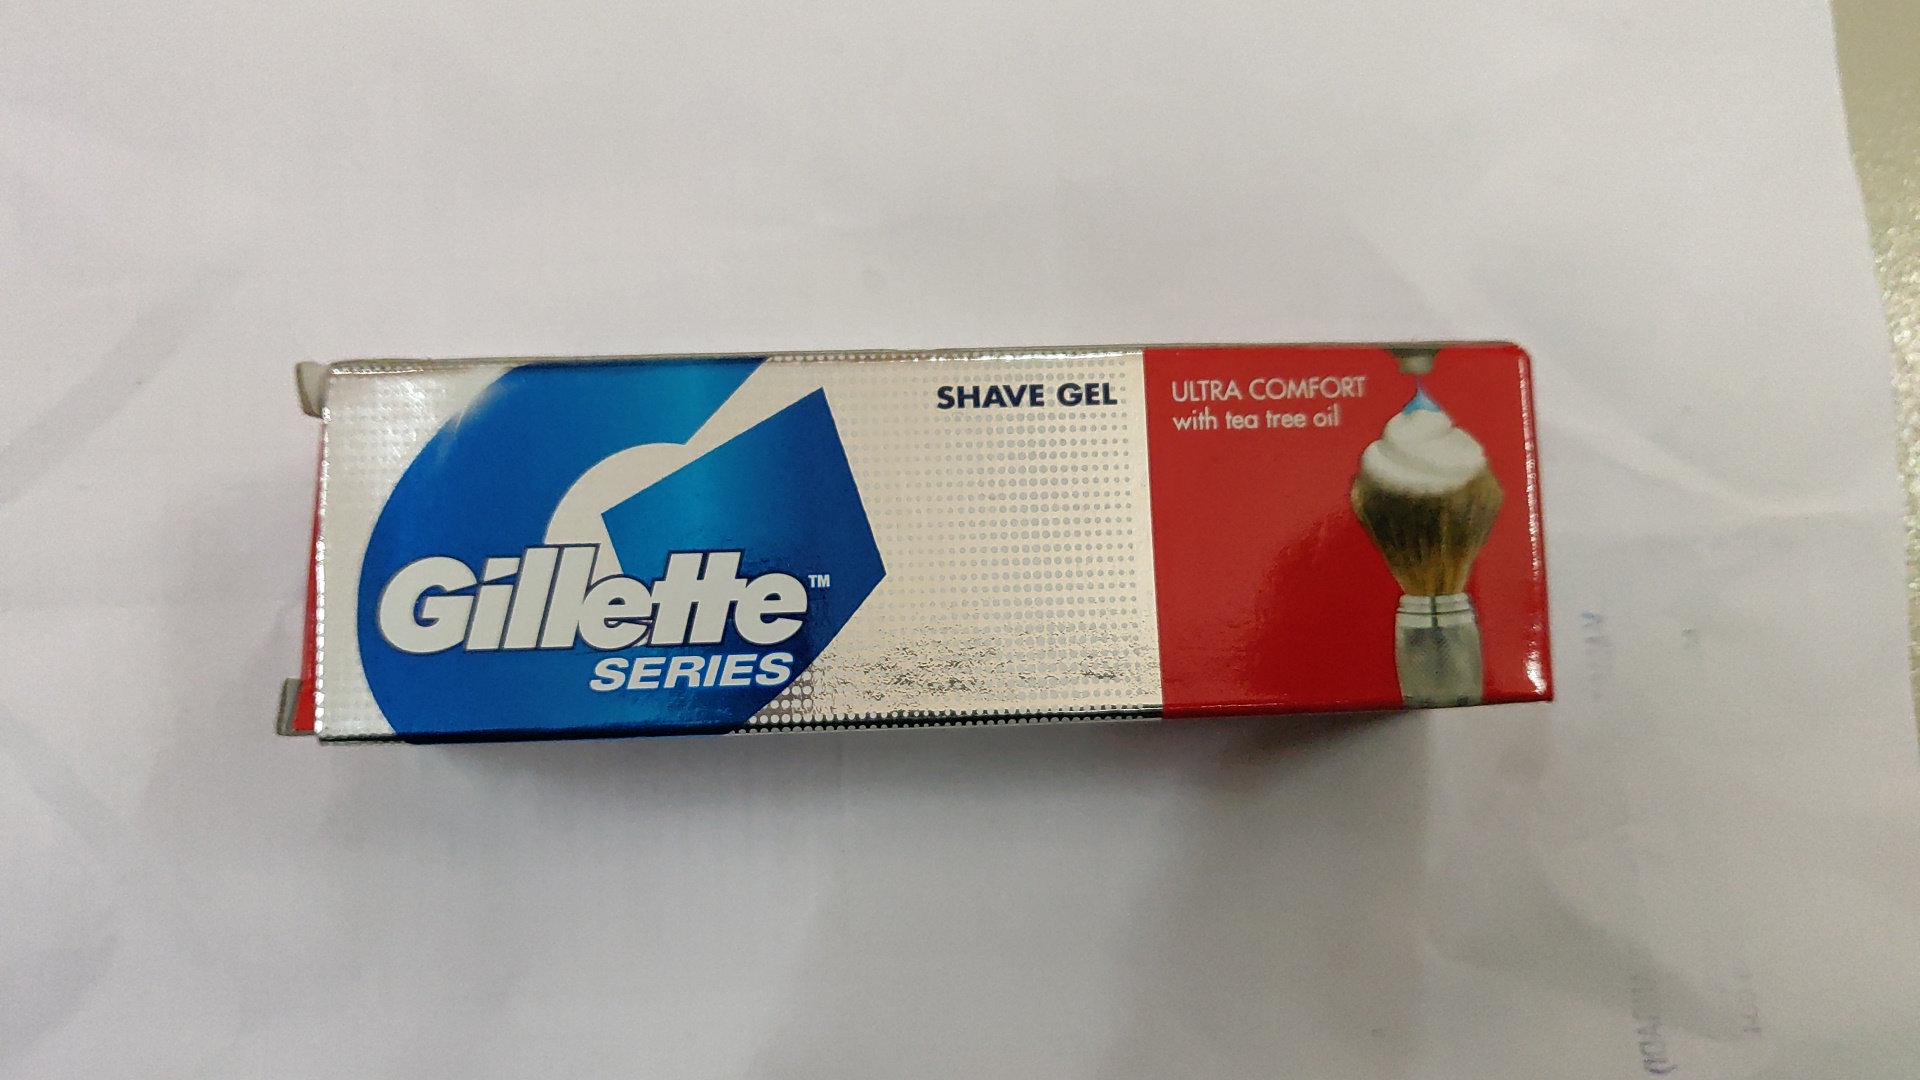 Gillette™
SERIES
SHAVE GEL
ULTRA COMFORT
with tea tree oil